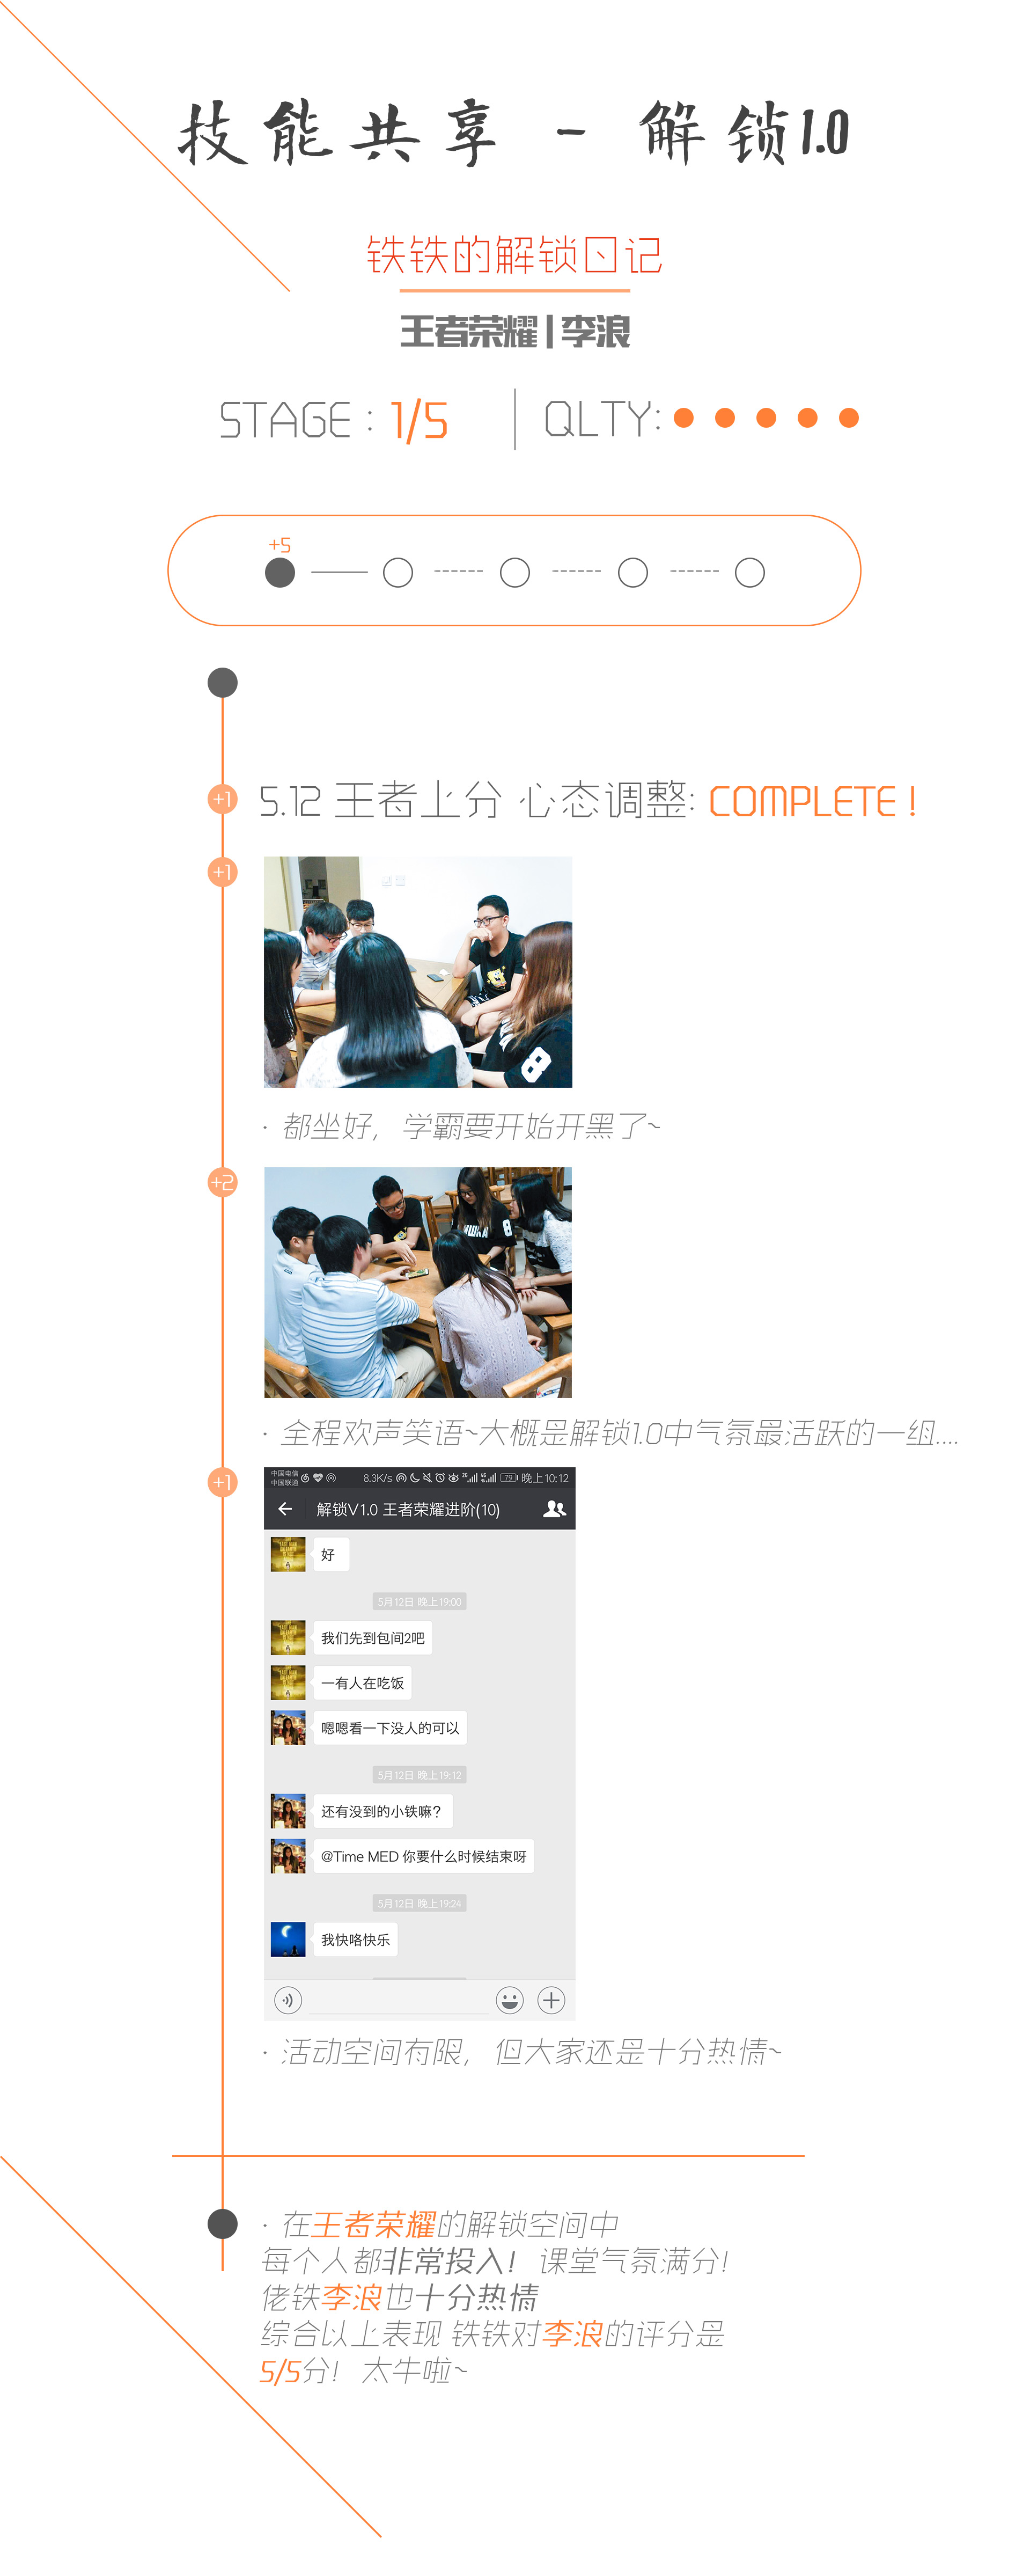 技能共享 - 解锁1.0
铁铁的解锁日记
王者荣耀 | 李浪
STAGE : 1/5
QLTY:
+5
+1
5.12 王者上分 心态调整: COMPLETE !
+1
8
· 都坐好, 学霸要开始开黑了~
+2
8
· 全程欢声笑语~大概是解锁1.0中气氛最活跃的一组....
+1
中国电信
中国联通
8.3K/s
2G
4G
79
晚上10:12
解锁V1.0 王者荣耀进阶(10)
好
5月12日 晚上19:00
我们先到包间2吧
一有人在吃饭
嗯嗯看一下没人的可以
5月12日 晚上19:12
还有没到的小铁嘛?
@Time MED 你要什么时候结束呀
5月12日 晚上19:24
我快咯快乐
· 活动空间有限, 但大家还是十分热情~
· 在王者荣耀的解锁空间中
每个人都非常投入! 课堂气氛满分!
佬铁李浪也十分热情
综合以上表现 铁铁对李浪的评分是
5/5分! 太牛啦~